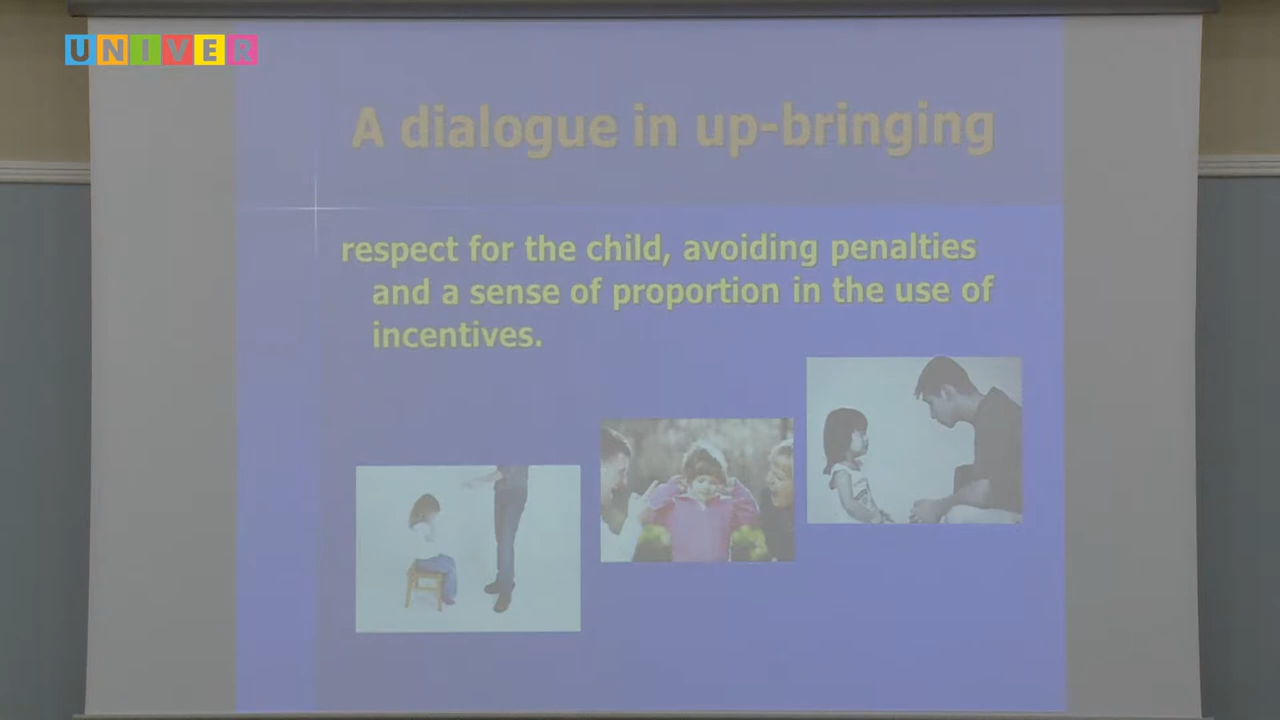 UNIVER
A dialogue in up-bringing
respect for the child, avoiding penalties
and a sense of proportion in the use of
incentives.